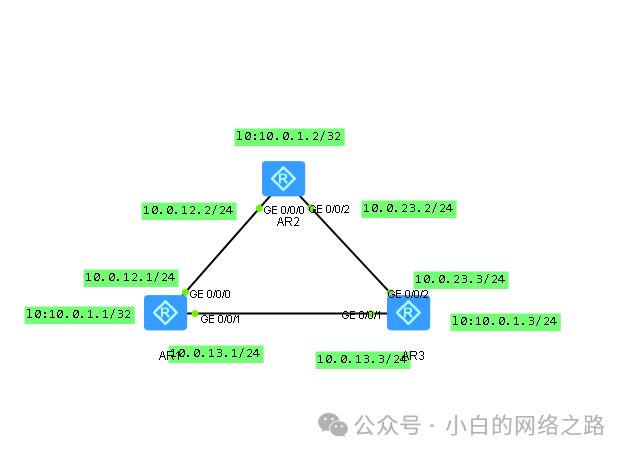 l0:10.0.1.2/32
R
10.0.12.2/24
GE 0/0/0
GE 0/0/2
10.0.23.2/24
AR2
10.0.12.1/24
10.0.23.3/24
GE 0/0/0
GE 0/0/2
l0:10.0.1.1/32
R
GE 0/0/1
GE 0/0/1
R
l0:10.0.1.3/24
AR1
10.0.13.1/24
10.0.13.3/24
AR3
公众号 · 小白的网络之路